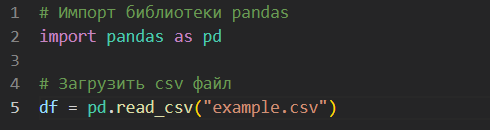 1 # Импорт библиотеки pandas
2 import pandas as pd
3
4 # Загрузить csv файл
5 df = pd.read_csv("example.csv")